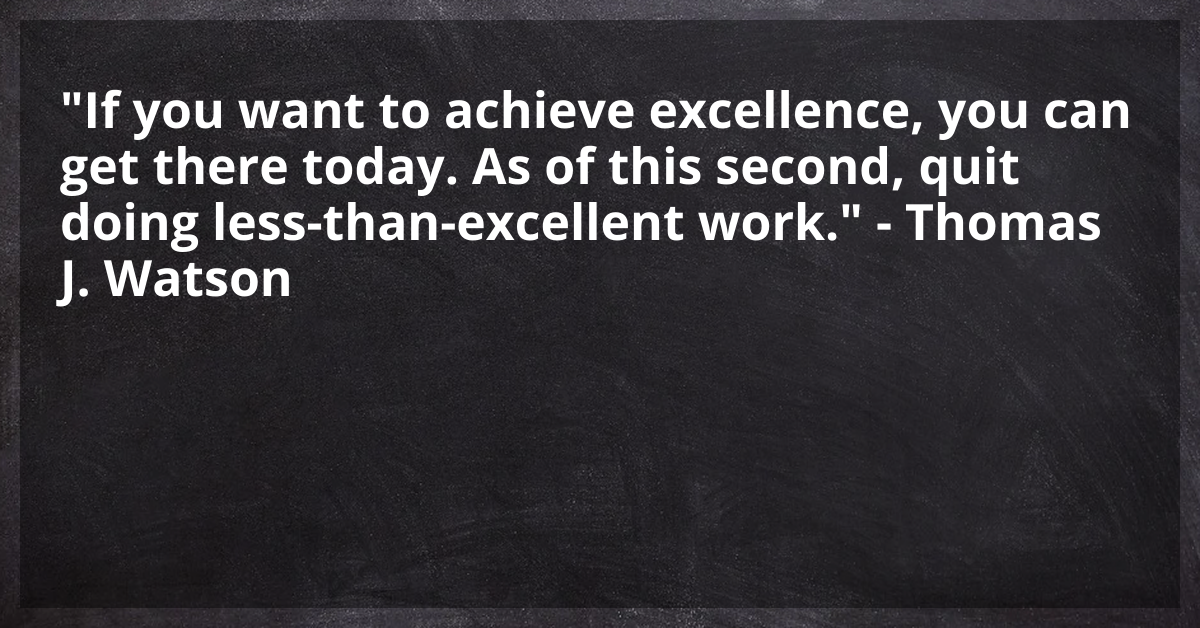 "If you want to achieve excellence, you can
get there today. As of this second, quit
doing less-than-excellent work." - Thomas
J. Watson